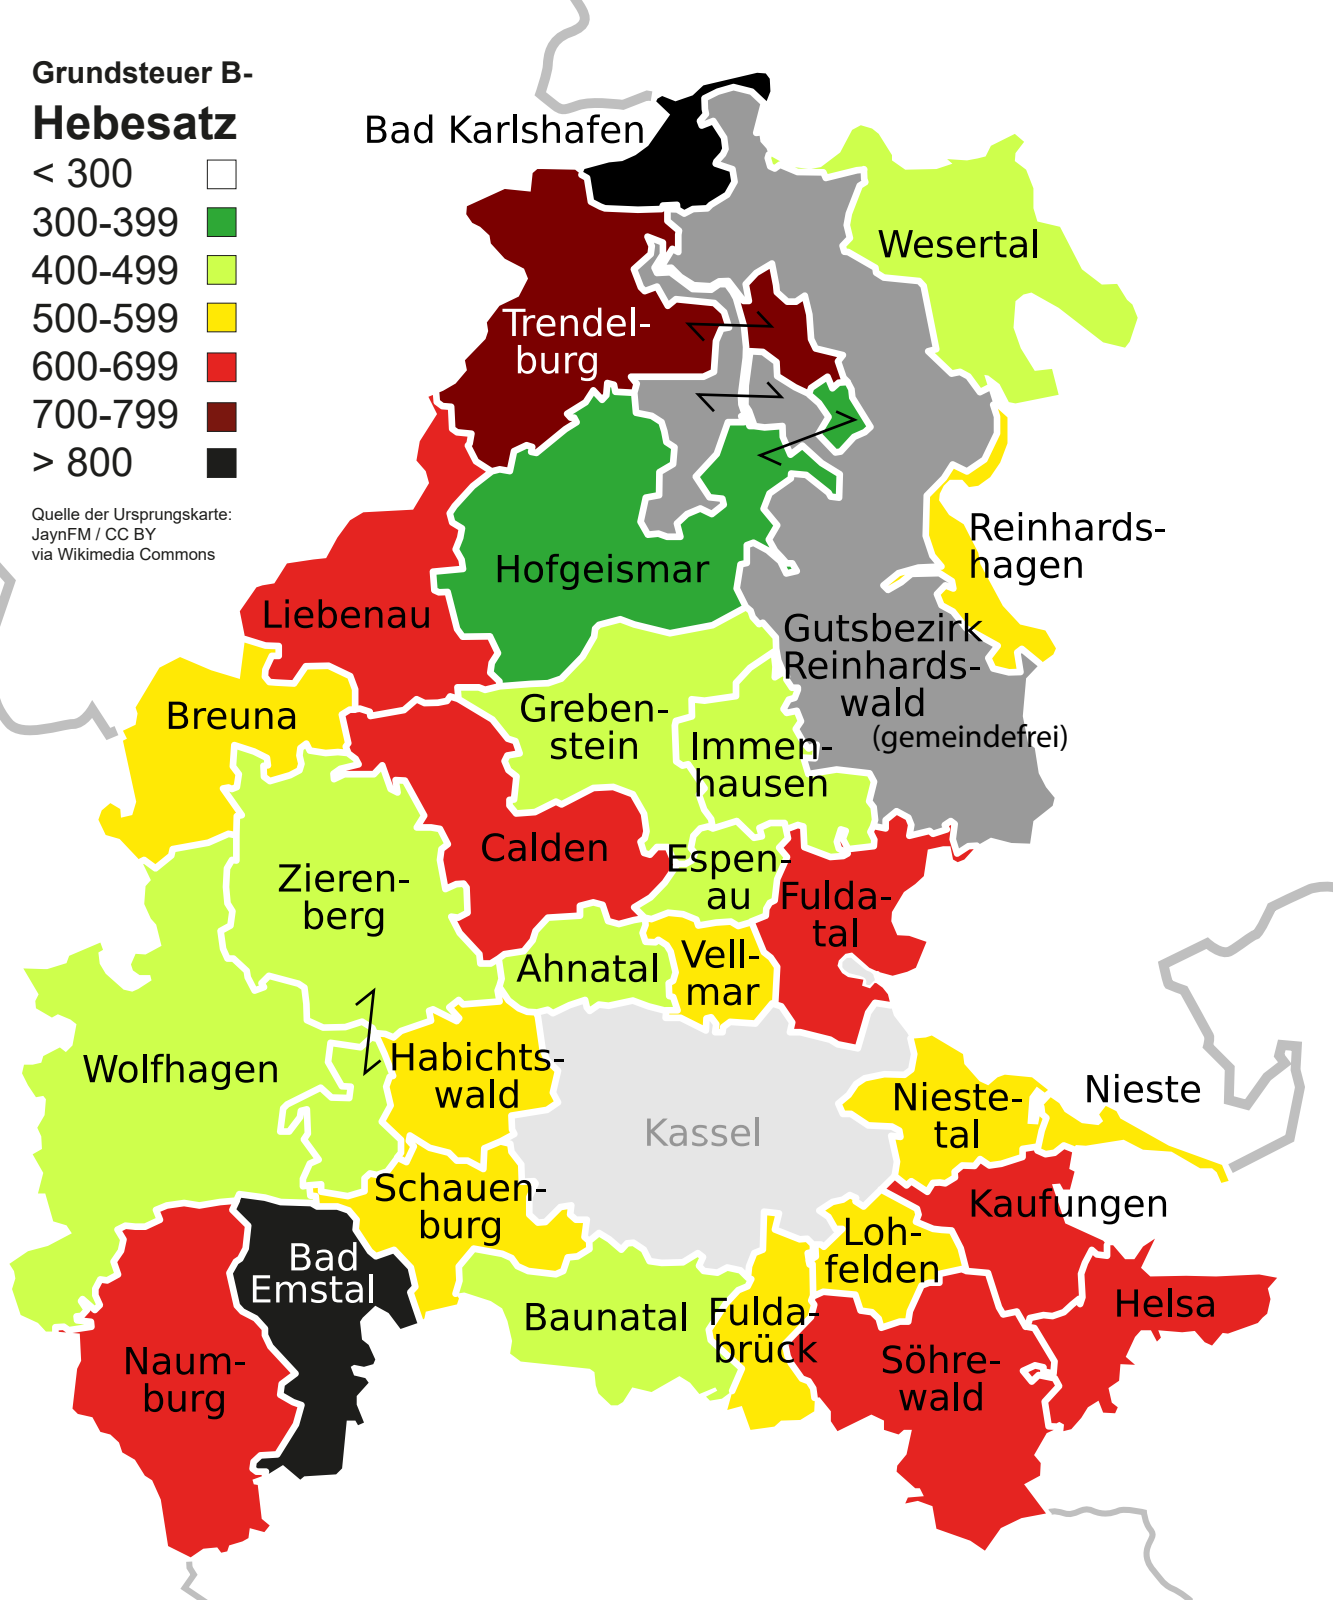 Grundsteuer B-
Hebesatz
< 300
300-399
400-499
500-599
600-699
700-799
> 800
Quelle der Ursprungskarte:
JaynFM / CC BY
via Wikimedia Commons
Bad Karlshafen
Wesertal
Trendel-
burg
Reinhards-
hagen
Hofgeismar
Liebenau
Gutsbezirk
Reinhards-
wald
(gemeindefrei)
Breuna
Greben-
stein
Immen-
hausen
Calden
Espen-
au
Zieren-
berg
Fulda-
tal
Ahnatal
Vell-
mar
Wolfhagen
Habichts-
wald
Kassel
Nieste-
tal
Nieste
Schauen-
burg
Kaufungen
Loh-
felden
Bad
Emstal
Baunatal
Fulda-
brück
Helsa
Naum-
burg
Söhre-
wald